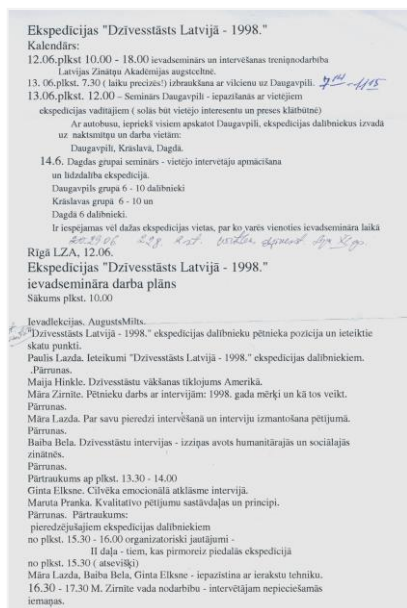 Ekspedīcijas "Dzīvesstāsts Latvijā - 1998."
Kalendārs:
12.06.plkst 10.00 - 18.00 ievadseminārs un intervēšanas treniņnodarbība
Latvijas Zinātņu Akadēmijas augstceltnē.
13. 06.plkst. 7.30 ( laiku precizēs!) izbraukšana ar vilcienu uz Daugavpili.
13.06.plkst. 12.00 – Seminārs Daugavpilī - iepazīšanās ar vietējiem
ekspedīcijas vadītājiem ( solās būt vietējo interesentu un preses klātbūtne)
Ar autobusu, iepriekš visiem apskatot Daugavpili, ekspedīcijas dalībniekus izvadā
uz naktsmītņu un darba vietām:
Daugavpilī, Krāslavā, Dagdā.
14.6. Dagdas grupai seminārs - vietējo intervētāju apmācīšana
un līdzdalība ekspedīcijā.
Daugavpils grupā 6 - 10 dalībnieki
Krāslavas grupā 6 - 10 un
Dagdā 6 dalībnieki.
Ir iespējamas vēl dažas ekspedīcijas vietas, par ko varēs vienoties ievadsemināra laikā
Rīgā LZA, 12.06.
Ekspedīcijas "Dzīvesstāsts Latvijā - 1998."
ievadsemināra darba plāns
Sākums plkst. 10.00
Ievadlekcijas. AugustsMilts.
"Dzīvesstāsts Latvijā - 1998." ekspedīcijas dalībnieku pētnieka pozīcija un ieteiktie
skatu punkti.
Paulis Lazda. Ieteikumi "Dzīvesstāsts Latvijā - 1998." ekspedīcijas dalībniekiem.
.Pārrunas.
Maija Hinkle. Dzīvesstāstu vākšanas tīklojums Amerikā.
Māra Zirnīte. Pētnieku darbs ar intervijām: 1998. gada mērķi un kā tos veikt.
Pārrunas.
Māra Lazda. Par savu pieredzi intervēšanā un interviju izmantošana pētījumā.
Pārrunas.
Baiba Bela. Dzīvesstāstu intervijas - izziņas avots humanitārajās un sociālajās
zinātnēs.
Pārrunas.
Pārtraukums ap plkst. 13.30 - 14.00
Ginta Elksne. Cilvēka emocionālā atklāsme intervijā.
Maruta Pranka. Kvalitatīvo pētījumu sastāvdaļas un principi.
Pārrunas. Pārtraukums:
pieredzējušajiem ekspedīcijas dalībniekiem
no plkst. 15.30 - 16.00 organizatoriski jautājumi -
II daļa - tiem, kas pirmoreiz piedalās ekspedīcijā
no plkst. 15.30 ( atsevišķi)
Māra Lazda, Baiba Bela, Ginta Elksne - iepazīstina ar ierakstu tehniku.
16.30 - 17.30 M. Zirnīte vada nodarbību - intervētājam nepieciešamās
iemaņas.